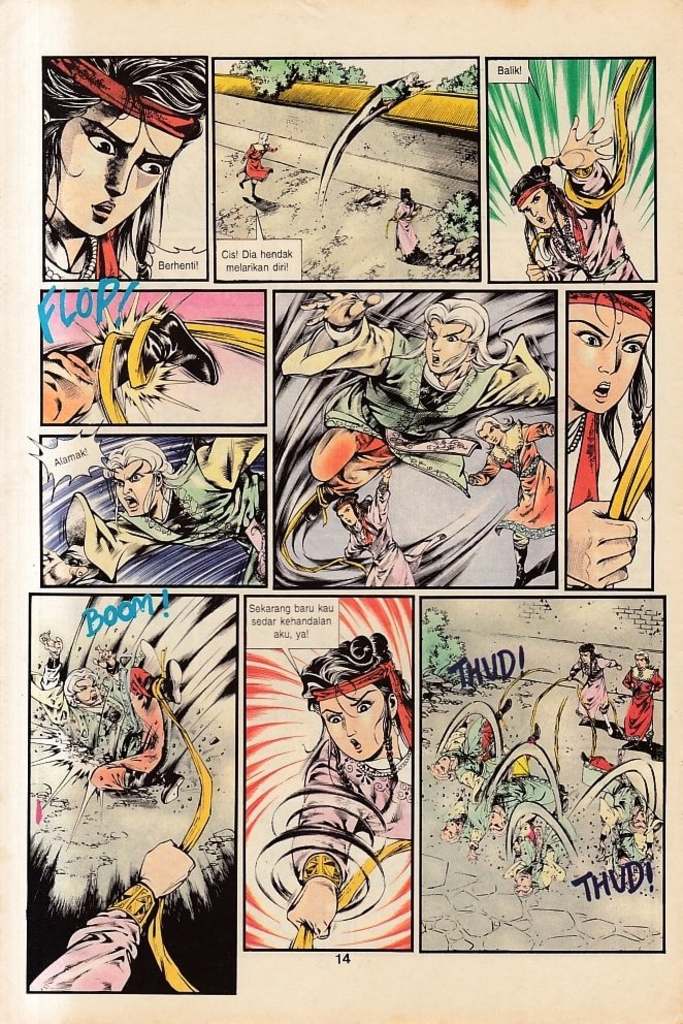 Berhenti!
Cis! Dia hendak
melarikan diri!
Balik!
FLOP!
Alamak!
BOOM!
Sekarang baru kau
sedar kehandalan
aku, ya!
THUD!
THUD!
14